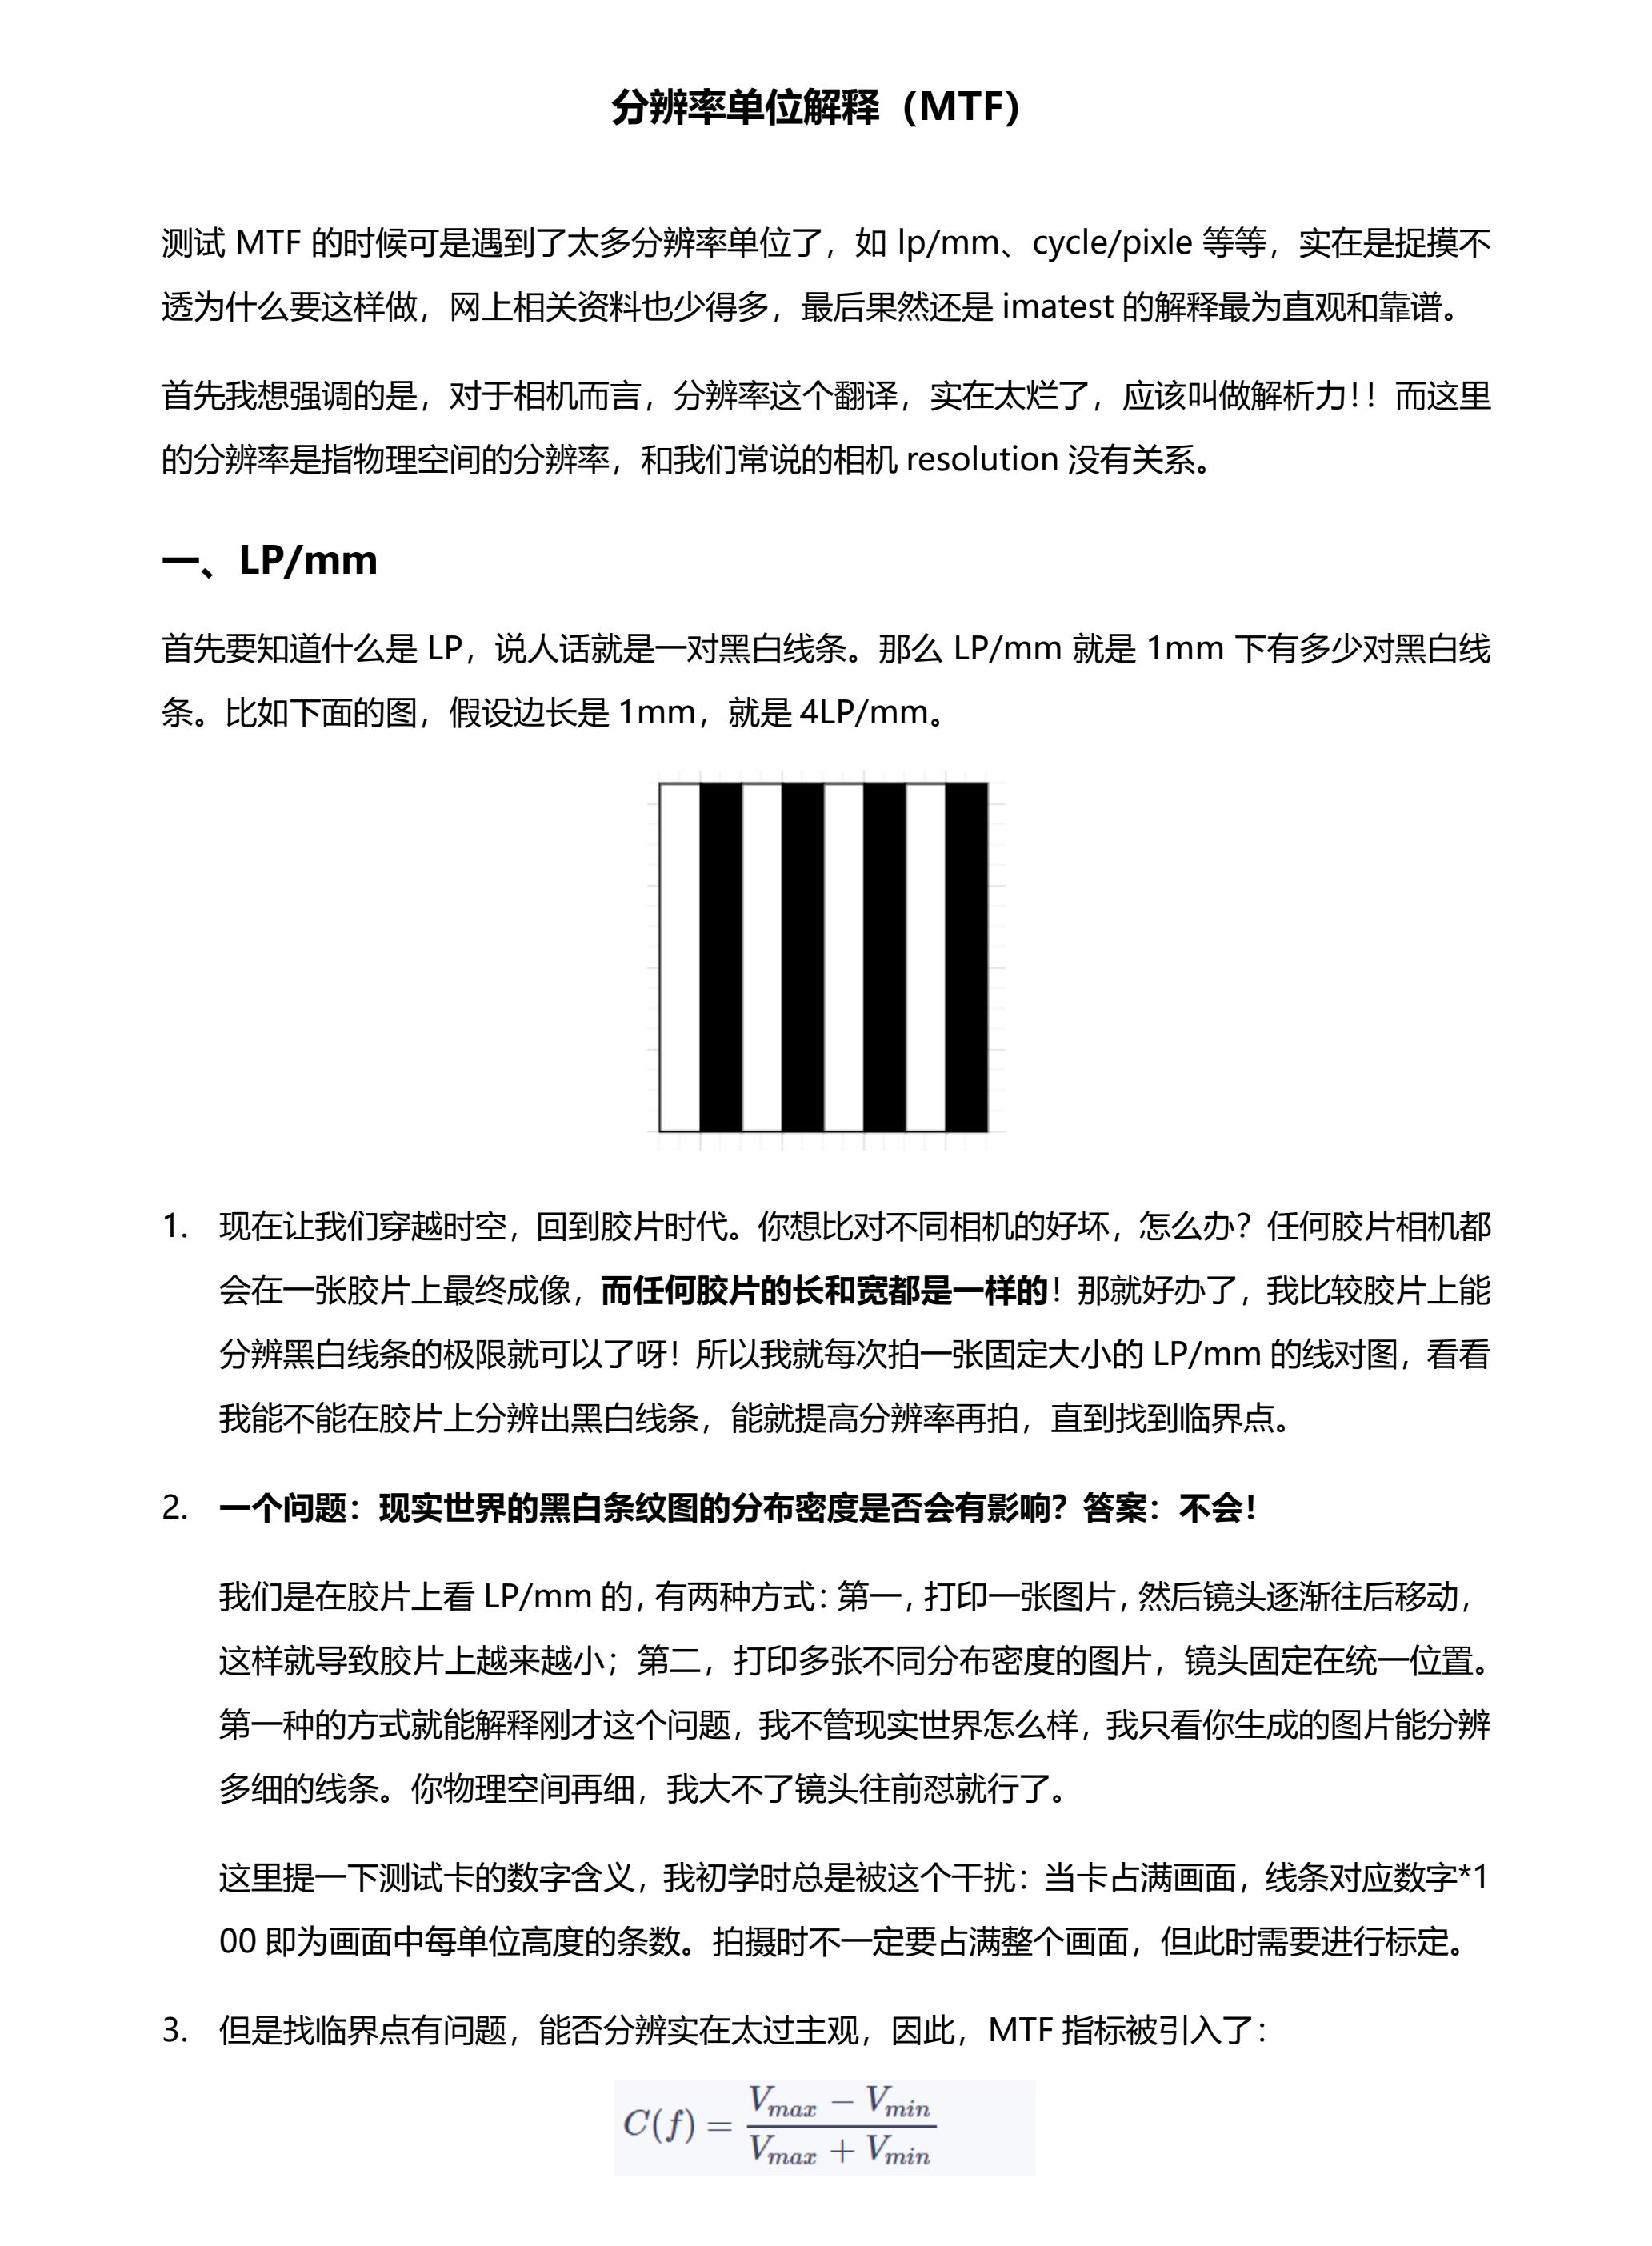 分辨率单位解释（MTF）
测试 MTF 的时候可是遇到了太多分辨率单位了，如 lp/mm、cycle/pixle 等等，实在是捉摸不
透为什么要这样做，网上相关资料也少得多，最后果然还是 imatest 的解释最为直观和靠谱。
首先我想强调的是，对于相机而言，分辨率这个翻译，实在太烂了，应该叫做解析力！！而这里
的分辨率是指物理空间的分辨率，和我们常说的相机 resolution 没有关系。
一、LP/mm
首先要知道什么是 LP，说人话就是一对黑白线条。那么 LP/mm 就是 1mm 下有多少对黑白线
条。比如下面的图，假设边长是 1mm，就是 4LP/mm。
1. 现在让我们穿越时空，回到胶片时代。你想比对不同相机的好坏，怎么办？任何胶片相机都
会在一张胶片上最终成像，而任何胶片的长和宽都是一样的！那就好办了，我比较胶片上能
分辨黑白线条的极限就可以了呀！所以我就每次拍一张固定大小的 LP/mm 的线对图，看看
我能不能在胶片上分辨出黑白线条，能就提高分辨率再拍，直到找到临界点。
2. 一个问题：现实世界的黑白条纹图的分布密度是否会有影响？答案：不会！
我们是在胶片上看 LP/mm 的，有两种方式：第一，打印一张图片，然后镜头逐渐往后移动，
这样就导致胶片上越来越小；第二，打印多张不同分布密度的图片，镜头固定在统一位置。
第一种的方式就能解释刚才这个问题，我不管现实世界怎么样，我只看你生成的图片能分辨
多细的线条。你物理空间再细，我大不了镜头往前怼就行了。
这里提一下测试卡的数字含义，我初学时总是被这个干扰：当卡占满画面，线条对应数字*1
00 即为画面中每单位高度的条数。拍摄时不一定要占满整个画面，但此时需要进行标定。
3. 但是找临界点有问题，能否分辨实在太过主观，因此，MTF 指标被引入了：
C(f) = \frac{V_{max} - V_{min}}{V_{max} + V_{min}}